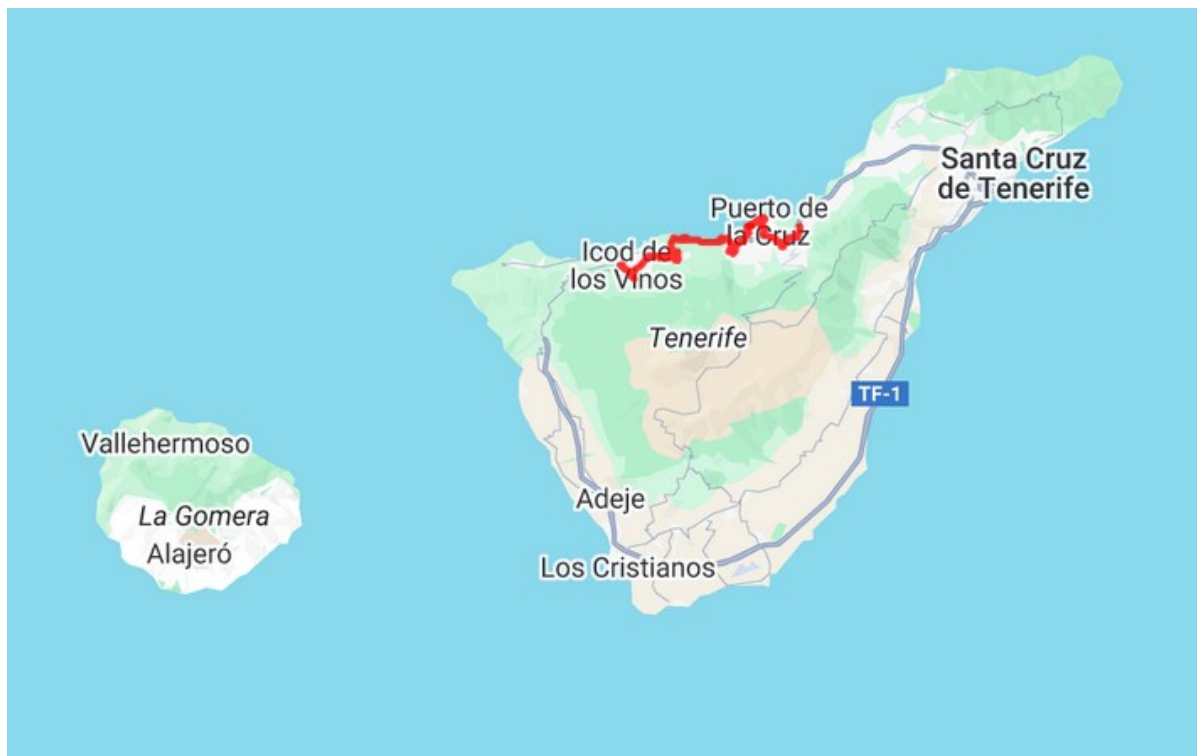 Santa Cruz
de Tenerife
Puerto de
la Cruz
Icod de
los Vinos
Tenerife
TF-1
Vallehermoso
La Gomera
Alajeró
Adeje
Los Cristianos